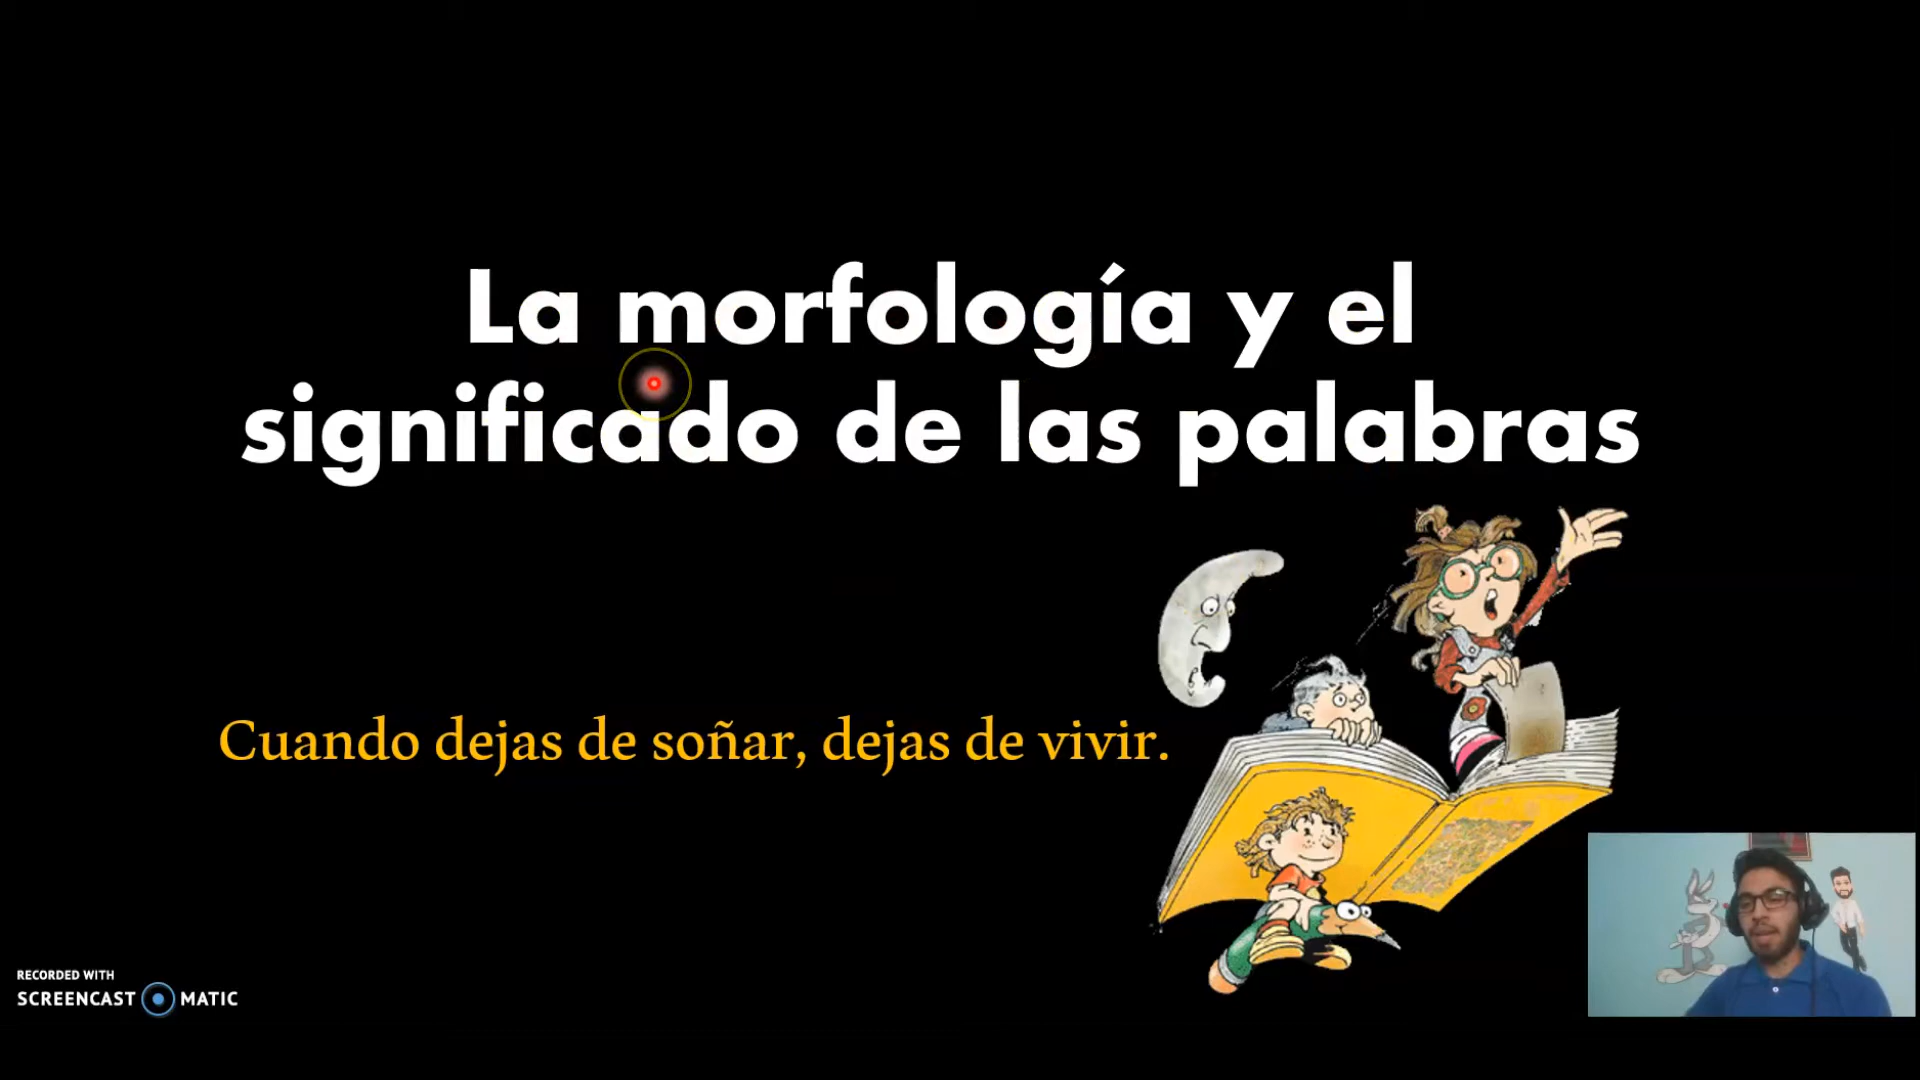 La morfología y el
significado de las palabras
Cuando dejas de soñar, dejas de vivir.
RECORDED WITH
SCREENCAST MATIC